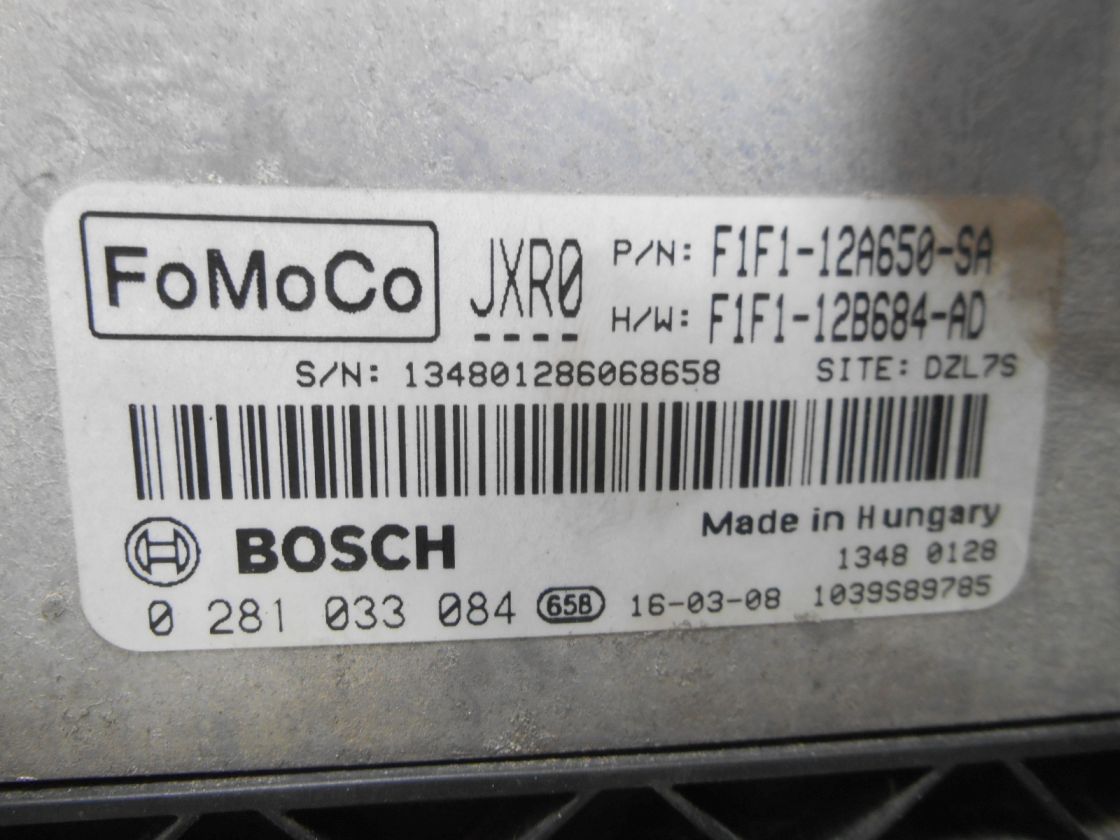 FoMoCo JXR0 P/N: F1F1-12A650-SA
H/W: F1F1-12B684-AD
S/N: 134801286068658 SITE: DZL7S
BOSCH Made in Hungary
1348 0128
0 281 033 084 65B 16-03-08 1039S89785